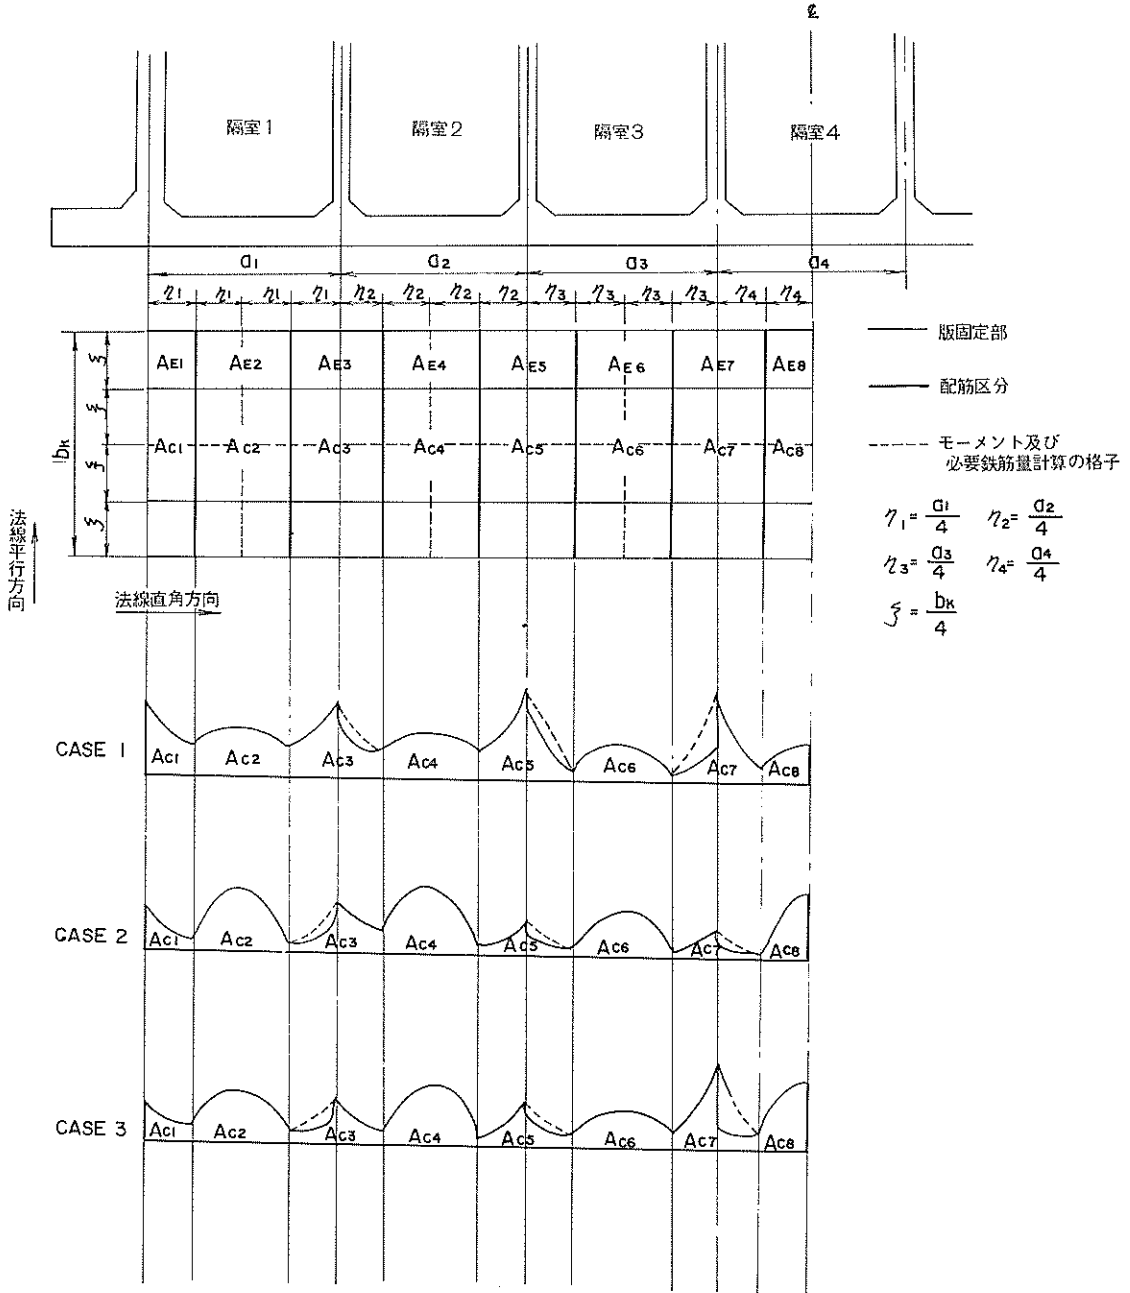 ℄
隔室1 隔室2 隔室3 隔室4
a1 a2 a3 a4
η1 η1 η1 η1 η2 η2 η2 η2 η3 η3 η3 η3 η4 η4
bK
ξ
ξ
ξ
ξ
AE1 AE2 AE3 AE4 AE5 AE6 AE7 AE8
AC1 AC2 AC3 AC4 AC5 AC6 AC7 AC8
法線平行方向
法線直角方向
版固定部
配筋区分
モーメント及び
必要鉄筋量計算の格子
η1 = a1/4 η2 = a2/4
η3 = a3/4 η4 = a4/4
ξ = bK/4
CASE 1 AC1 AC2 AC3 AC4 AC5 AC6 AC7 AC8
CASE 2 AC1 AC2 AC3 AC4 AC5 AC6 AC7 AC8
CASE 3 AC1 AC2 AC3 AC4 AC5 AC6 AC7 AC8